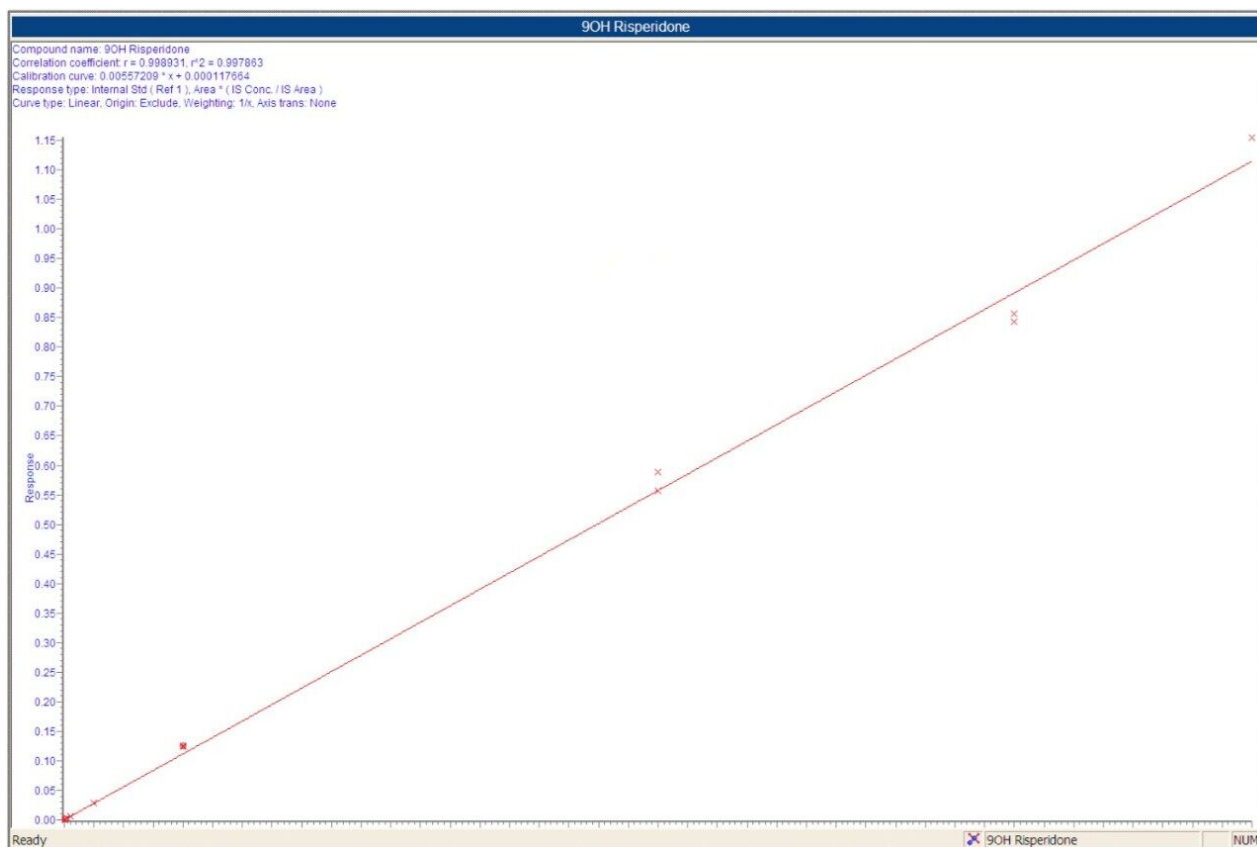 9OH Risperidone
Compound name: 9OH Risperidone
Correlation coefficient: r = 0.998931, r^2 = 0.997863
Calibration curve: 0.00557209 * x + 0.000117664
Response type: Internal Std ( Ref 1 ), Area * ( IS Conc. / IS Area )
Curve type: Linear, Origin: Exclude, Weighting: 1/x, Axis trans: None
1.15
1.10
1.05
1.00
0.95
0.90
0.85
0.80
0.75
0.70
0.65
0.60
0.55
0.50
0.45
0.40
0.35
0.30
0.25
0.20
0.15
0.10
0.05
0.00
Response
Ready
9OH Risperidone
NUM